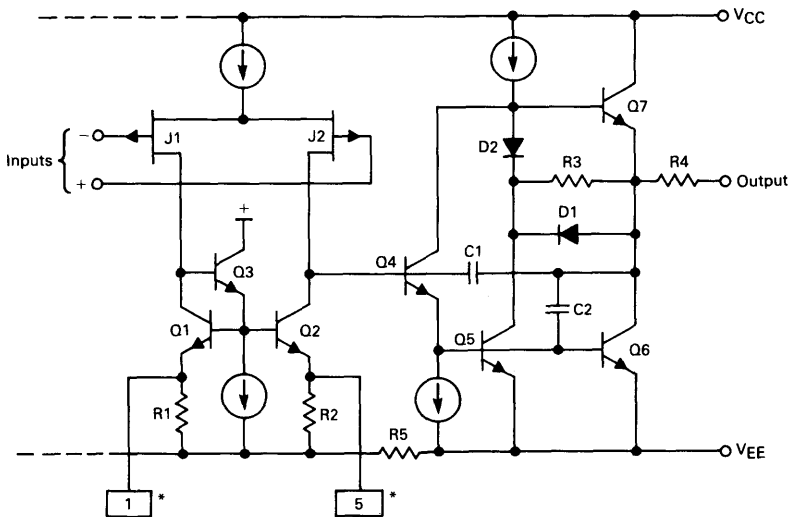 VCC
Q7
J1
J2
D2
Inputs
−
+
R3
R4
Output
D1
+
Q3
Q4
C1
C2
Q1
Q2
Q5
Q6
R1
R2
R5
VEE
1 *
5 *